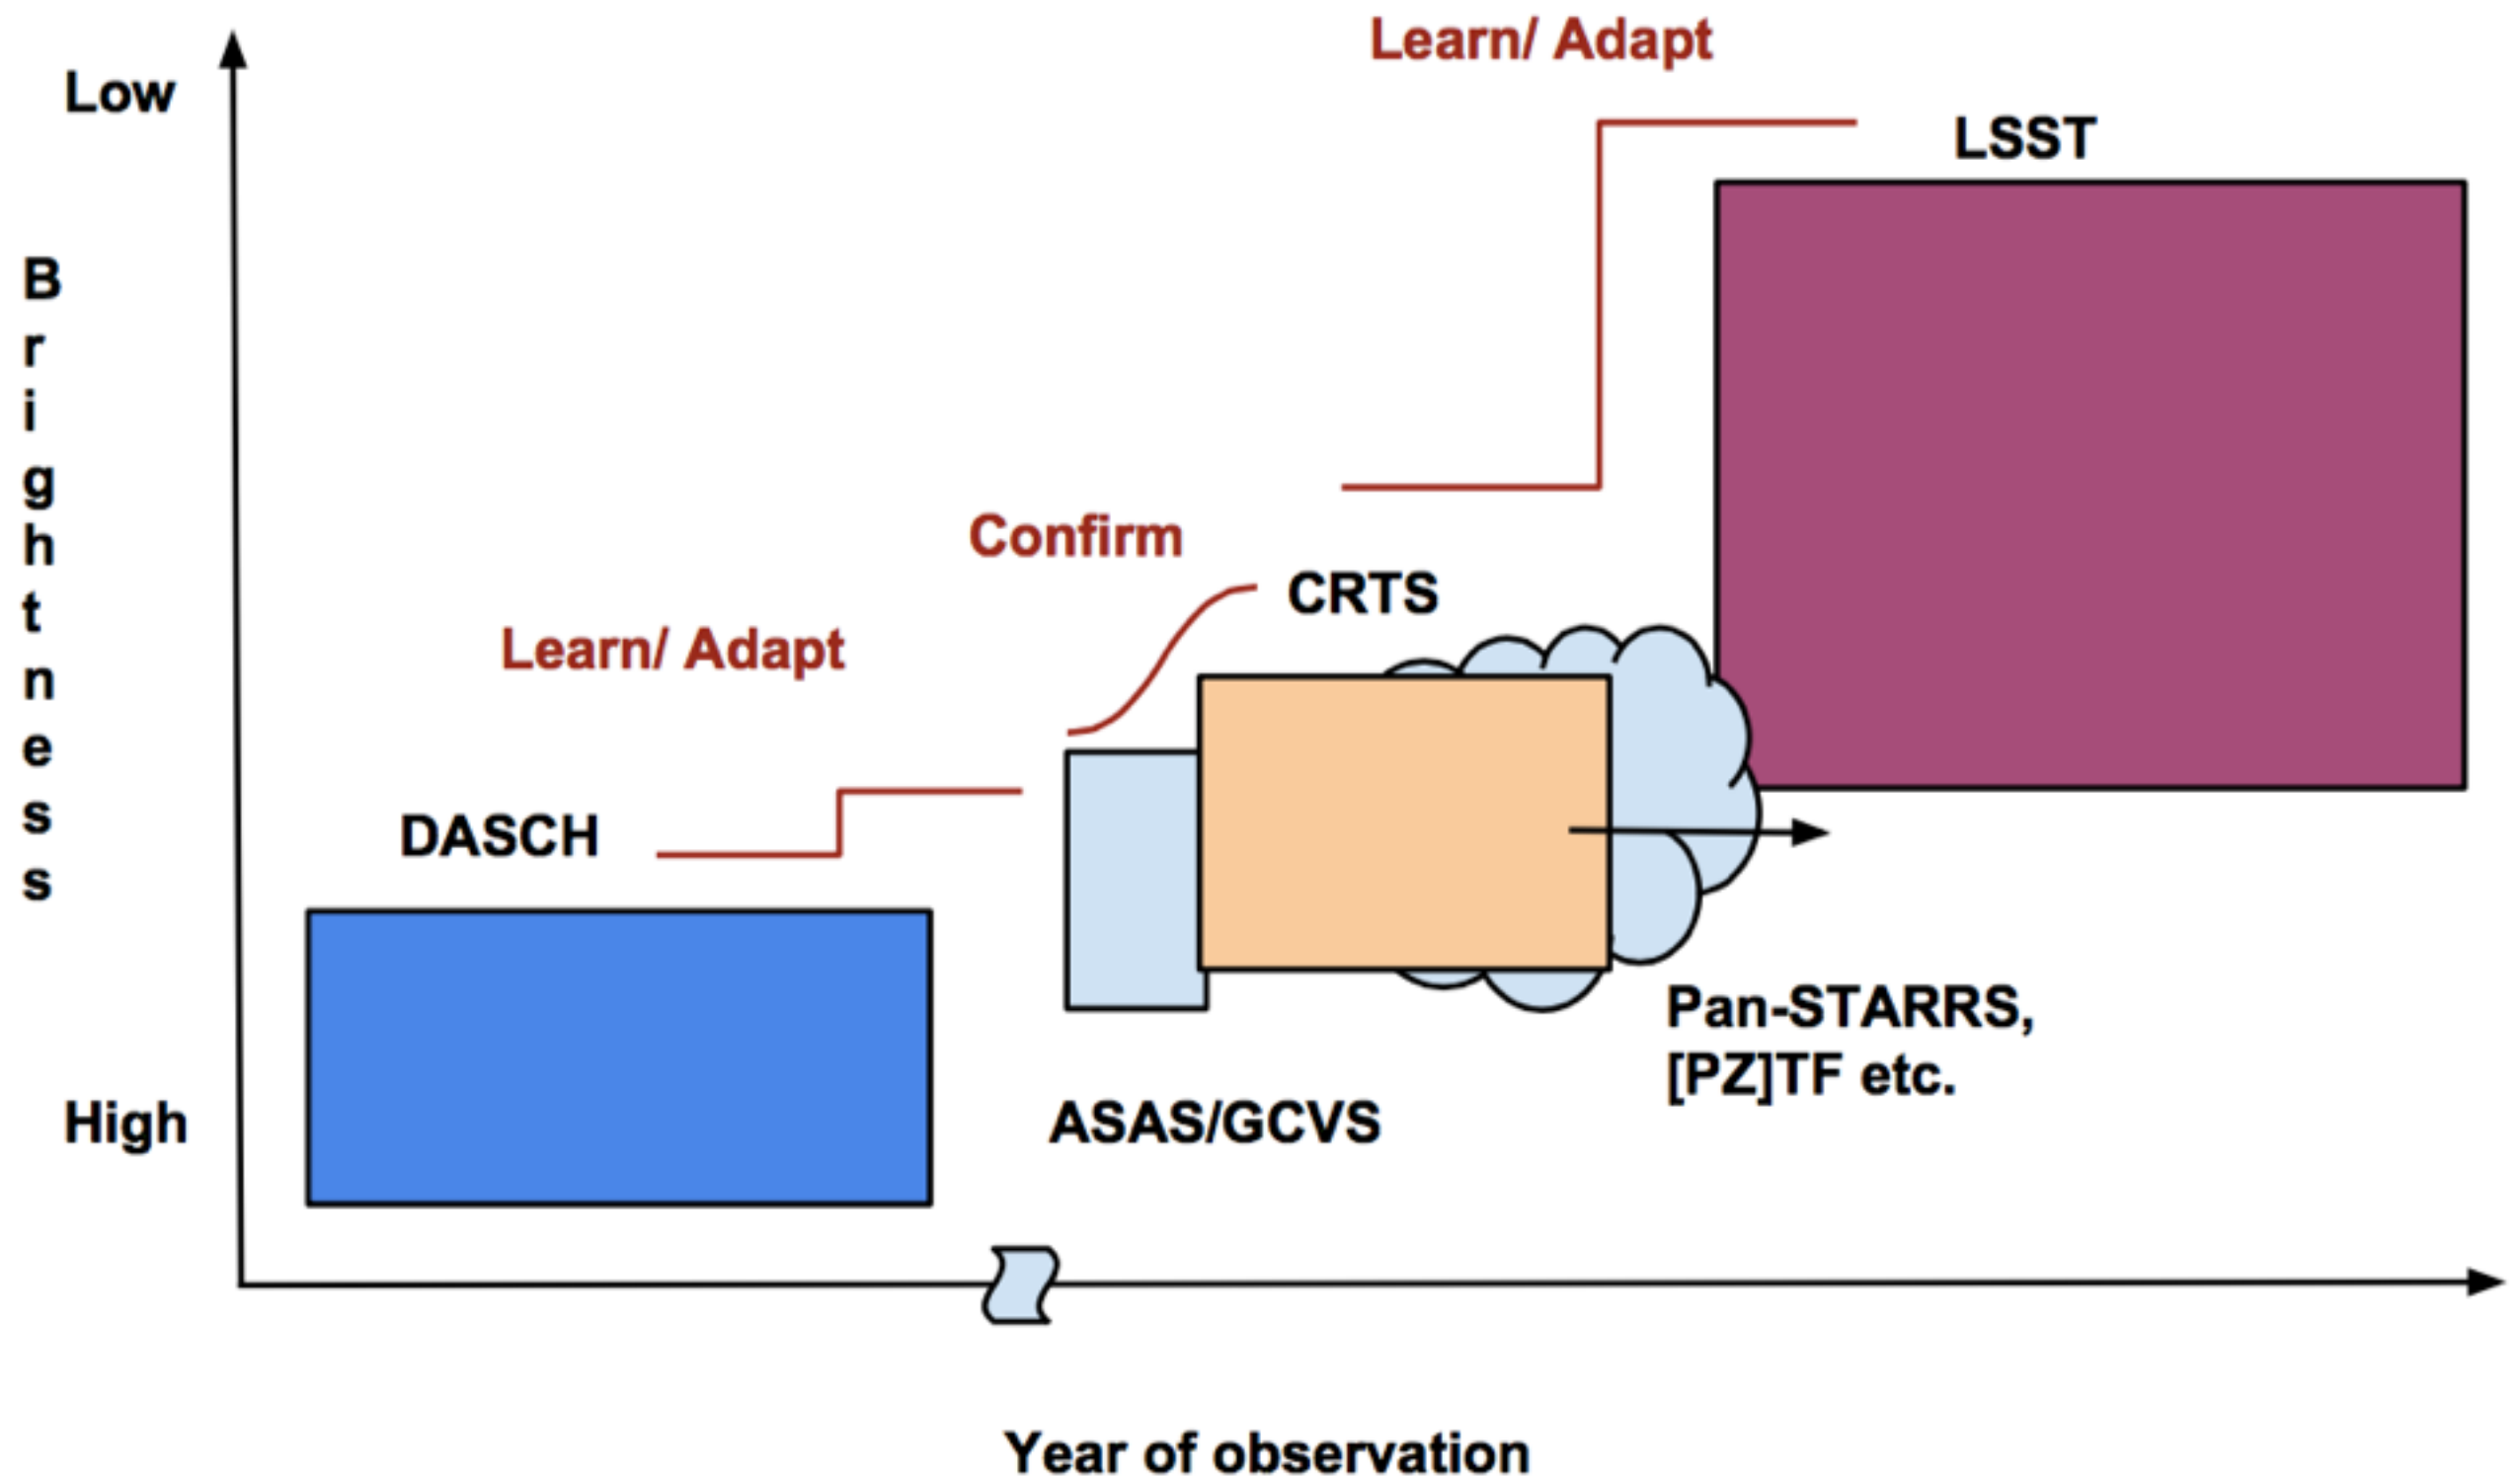 Learn/ Adapt
Low
LSST
Brightness
Confirm
CRTS
Learn/ Adapt
DASCH
Pan-STARRS,
[PZ]TF etc.
High
ASAS/GCVS
Year of observation